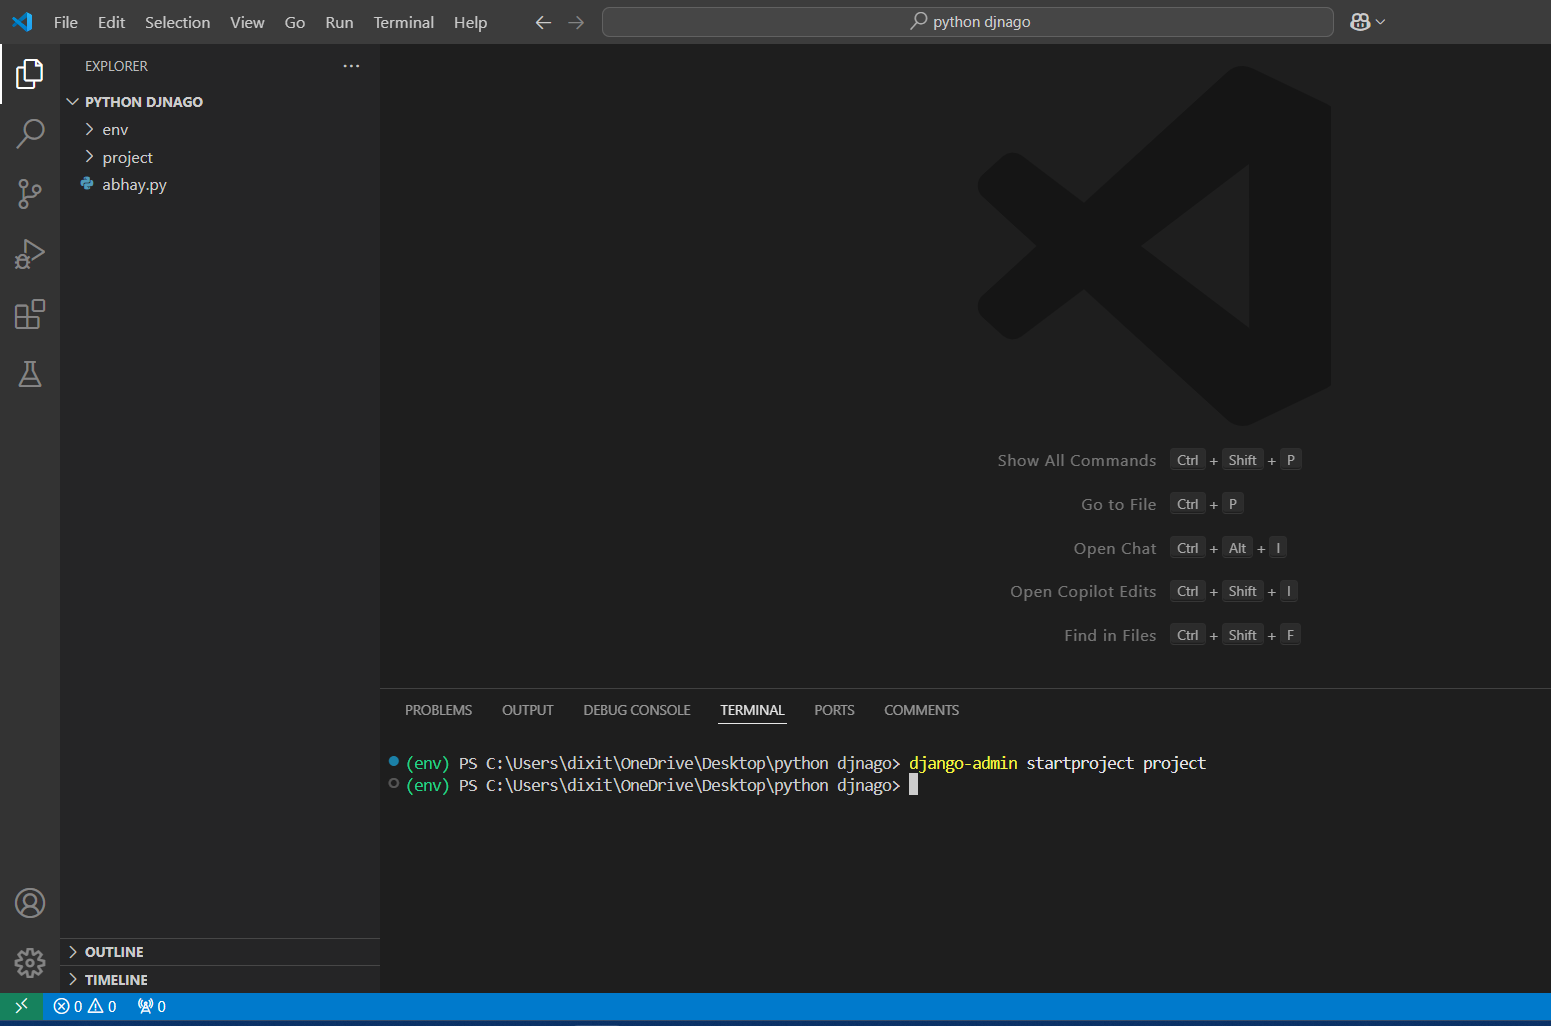 File Edit Selection View Go Run Terminal Help python djnago
EXPLORER
PYTHON DJNAGO
env
project
abhay.py
Show All Commands Ctrl + Shift + P
Go to File Ctrl + P
Open Chat Ctrl + Alt + I
Open Copilot Edits Ctrl + Shift + I
Find in Files Ctrl + Shift + F
PROBLEMS OUTPUT DEBUG CONSOLE TERMINAL PORTS COMMENTS
(env) PS C:\Users\dixit\OneDrive\Desktop\python djnago> django-admin startproject project
(env) PS C:\Users\dixit\OneDrive\Desktop\python djnago>
OUTLINE
TIMELINE
0 0 0